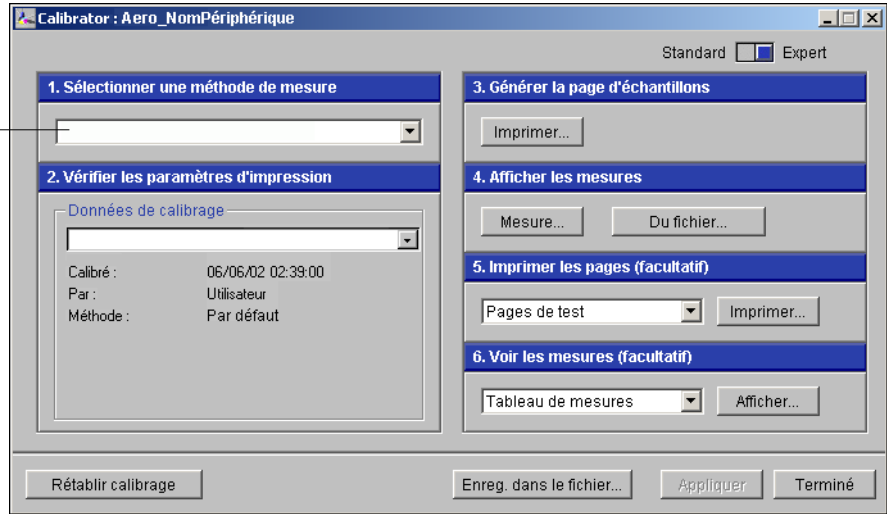 Calibrator : Aero_NomPériphérique
Standard Expert
1. Sélectionner une méthode de mesure
2. Vérifier les paramètres d'impression
Données de calibrage
Calibré : 06/06/02 02:39:00
Par : Utilisateur
Méthode : Par défaut
3. Générer la page d'échantillons
Imprimer...
4. Afficher les mesures
Mesure... Du fichier...
5. Imprimer les pages (facultatif)
Pages de test Imprimer...
6. Voir les mesures (facultatif)
Tableau de mesures Afficher...
Rétablir calibrage Enreg. dans le fichier... Appliquer Terminé